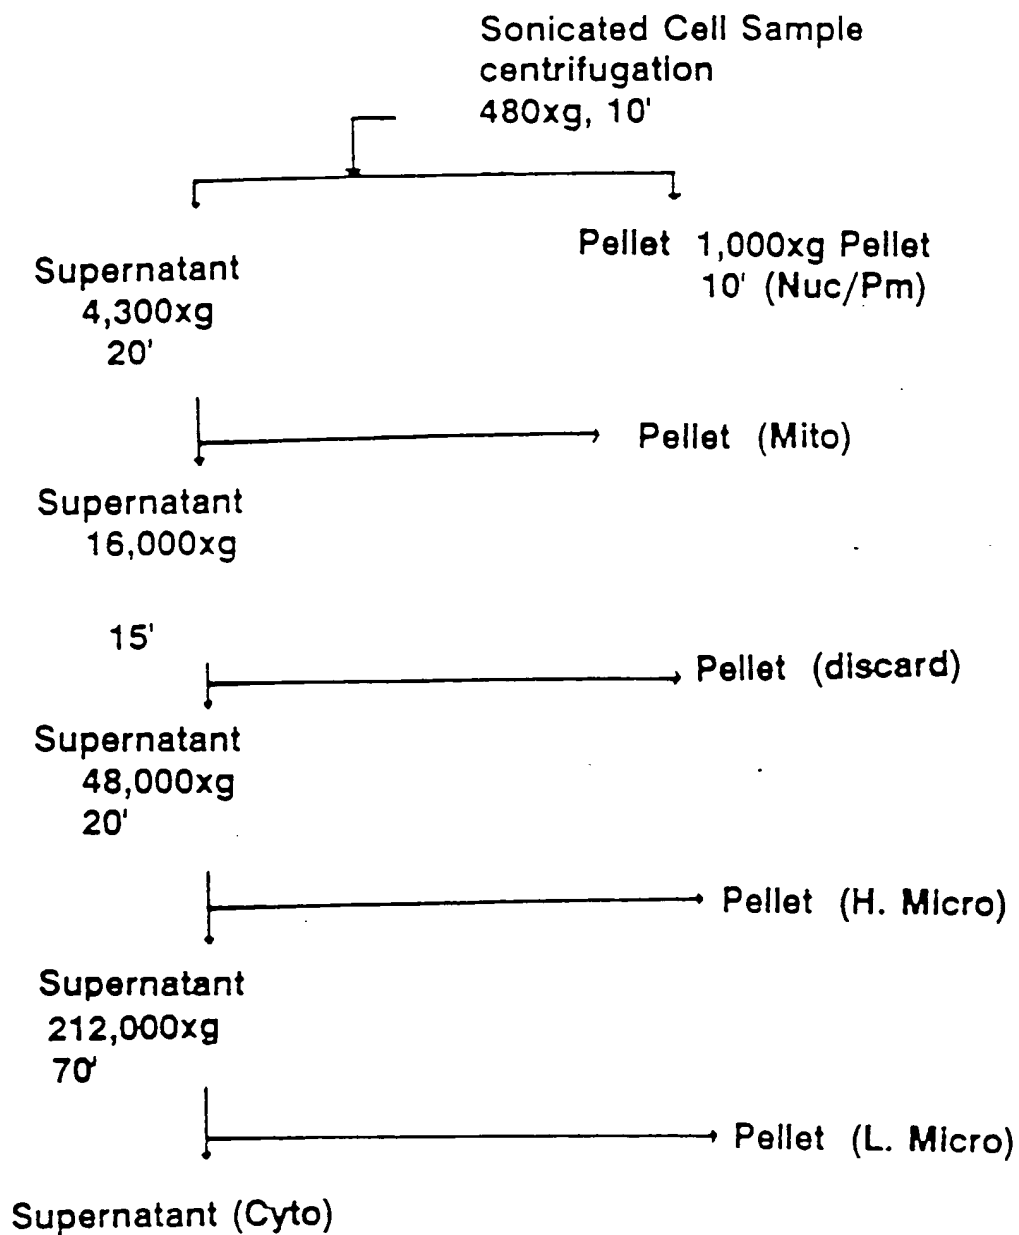 Sonicated Cell Sample
centrifugation
480xg, 10'
Pellet 1,000xg Pellet
10' (Nuc/Pm)
Supernatant
4,300xg
20'
Pellet (Mito)
Supernatant
16,000xg
15'
Pellet (discard)
Supernatant
48,000xg
20'
Pellet (H. Micro)
Supernatant
212,000xg
70'
Pellet (L. Micro)
Supernatant (Cyto)